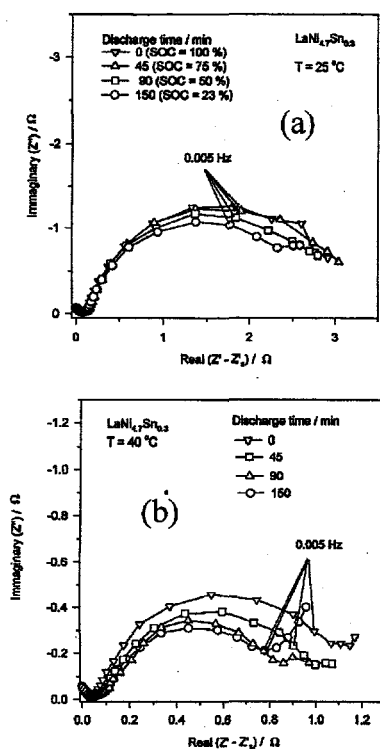 Discharge time / min
0 (SOC = 100 %)
45 (SOC = 75 %)
90 (SOC = 50 %)
150 (SOC = 23 %)
LaNi4.7Sn0.3
T = 25 °C
(a)
0.005 Hz
-3
-2
-1
0
Immaginary (Z") / Ω
0 1 2 3
Real (Z' - Z's) / Ω
LaNi4.7Sn0.3
T = 40 °C
Discharge time / min
0
45
90
150
(b)
0.005 Hz
-1.2
-1.0
-0.8
-0.6
-0.4
-0.2
-0.0
Immaginary (Z") / Ω
0.0 0.2 0.4 0.6 0.8 1.0 1.2
Real (Z' - Z's) / Ω